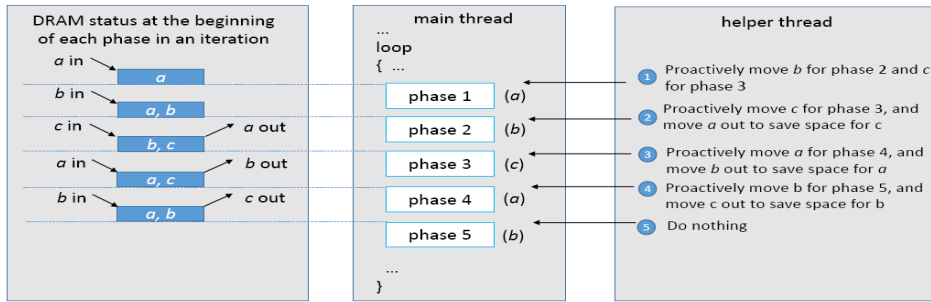 DRAM status at the beginning
of each phase in an iteration
a in
a
b in
a, b
c in
a out
b, c
a in
b out
a, c
b in
c out
a, b
main thread
...
loop
{ ...
phase 1 (a)
phase 2 (b)
phase 3 (c)
phase 4 (a)
phase 5 (b)
...
}
helper thread
1 Proactively move b for phase 2 and c
for phase 3
2 Proactively move c for phase 3, and
move a out to save space for c
3 Proactively move a for phase 4, and
move b out to save space for a
4 Proactively move b for phase 5, and
move c out to save space for b
5 Do nothing